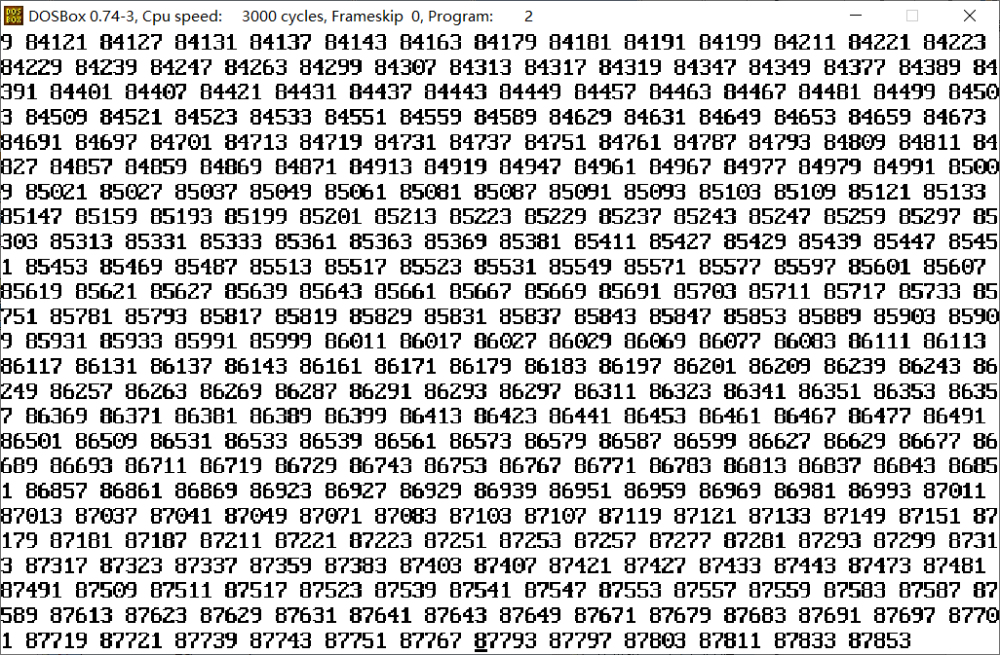 DOSBox 0.74-3, Cpu speed: 3000 cycles, Frameskip 0, Program: 2
9 84121 84127 84131 84137 84143 84163 84179 84181 84191 84199 84211 84221 84223
84229 84239 84247 84263 84299 84307 84313 84317 84319 84347 84349 84377 84389 84
391 84401 84407 84421 84431 84437 84443 84449 84457 84463 84467 84481 84499 8450
3 84509 84521 84523 84533 84551 84559 84589 84629 84631 84649 84653 84659 84673
84691 84697 84701 84713 84719 84731 84737 84751 84761 84787 84793 84809 84811 84
827 84857 84859 84869 84871 84913 84919 84947 84961 84967 84977 84979 84991 8500
9 85021 85027 85037 85049 85061 85081 85087 85091 85093 85103 85109 85121 85133
85147 85159 85193 85199 85201 85213 85223 85229 85237 85243 85247 85259 85297 85
303 85313 85331 85333 85361 85363 85369 85381 85411 85427 85429 85439 85447 8545
1 85453 85469 85487 85513 85517 85523 85531 85549 85571 85577 85597 85601 85607
85619 85621 85627 85639 85643 85661 85667 85669 85691 85703 85711 85717 85733 85
751 85781 85793 85817 85819 85829 85831 85837 85843 85847 85853 85889 85903 8590
9 85931 85933 85991 85999 86011 86017 86027 86029 86069 86077 86083 86111 86113
86117 86131 86137 86143 86161 86171 86179 86183 86197 86201 86209 86239 86243 86
249 86257 86263 86269 86287 86291 86293 86297 86311 86323 86341 86351 86353 8635
7 86369 86371 86381 86389 86399 86413 86423 86441 86453 86461 86467 86477 86491
86501 86509 86531 86533 86539 86561 86573 86579 86587 86599 86627 86629 86677 86
689 86693 86711 86719 86729 86743 86753 86767 86771 86783 86813 86837 86843 8685
1 86857 86861 86869 86923 86927 86929 86939 86951 86959 86969 86981 86993 87011
87013 87037 87041 87049 87071 87083 87103 87107 87119 87121 87133 87149 87151 87
179 87181 87187 87211 87221 87223 87251 87253 87257 87277 87281 87293 87299 8731
3 87317 87323 87337 87359 87383 87403 87407 87421 87427 87433 87443 87473 87481
87491 87509 87511 87517 87523 87539 87541 87547 87553 87557 87559 87583 87587 87
589 87613 87623 87629 87631 87641 87643 87649 87671 87679 87683 87691 87697 8770
1 87719 87721 87739 87743 87751 87767 87793 87797 87803 87811 87833 87853